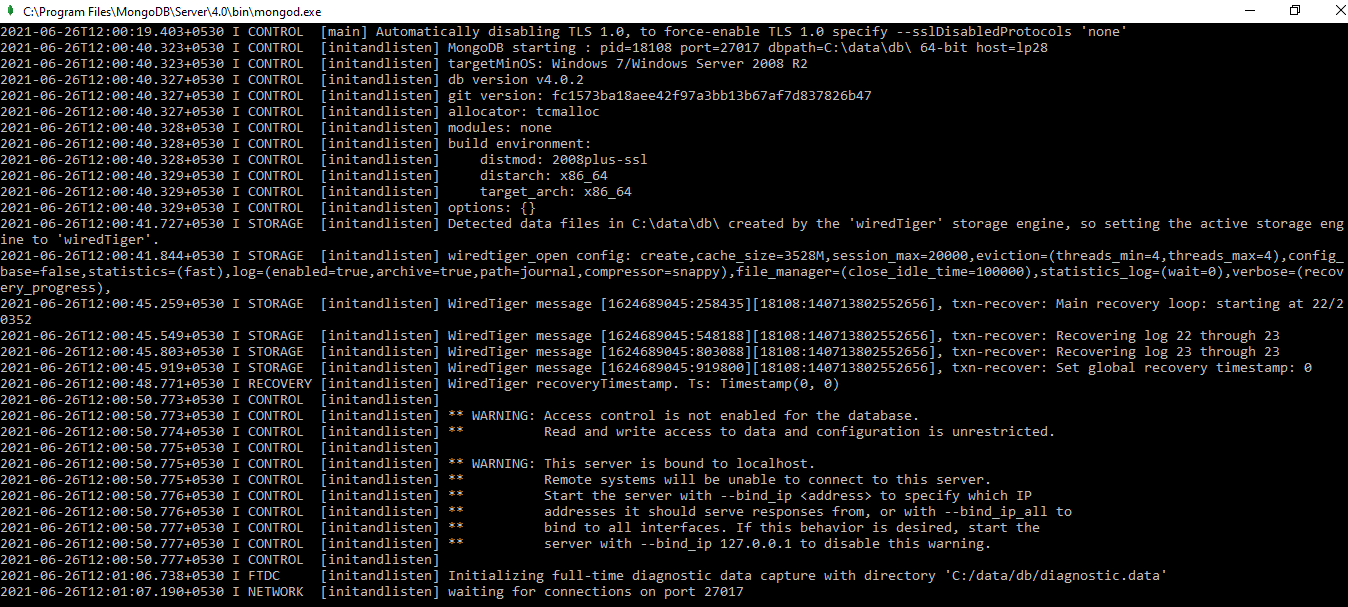 C:\Program Files\MongoDB\Server\4.0\bin\mongod.exe
2021-06-26T12:00:19.403+0530 I CONTROL  [main] Automatically disabling TLS 1.0, to force-enable TLS 1.0 specify --sslDisabledProtocols 'none'
2021-06-26T12:00:40.323+0530 I CONTROL  [initandlisten] MongoDB starting : pid=18108 port=27017 dbpath=C:\data\db\ 64-bit host=lp28
2021-06-26T12:00:40.323+0530 I CONTROL  [initandlisten] targetMinOS: Windows 7/Windows Server 2008 R2
2021-06-26T12:00:40.327+0530 I CONTROL  [initandlisten] db version v4.0.2
2021-06-26T12:00:40.327+0530 I CONTROL  [initandlisten] git version: fc1573ba18aee42f97a3bb13b67af7d837826b47
2021-06-26T12:00:40.327+0530 I CONTROL  [initandlisten] allocator: tcmalloc
2021-06-26T12:00:40.328+0530 I CONTROL  [initandlisten] modules: none
2021-06-26T12:00:40.328+0530 I CONTROL  [initandlisten] build environment:
2021-06-26T12:00:40.328+0530 I CONTROL  [initandlisten]     distmod: 2008plus-ssl
2021-06-26T12:00:40.329+0530 I CONTROL  [initandlisten]     distarch: x86_64
2021-06-26T12:00:40.329+0530 I CONTROL  [initandlisten]     target_arch: x86_64
2021-06-26T12:00:40.329+0530 I CONTROL  [initandlisten] options: {}
2021-06-26T12:00:41.727+0530 I STORAGE  [initandlisten] Detected data files in C:\data\db\ created by the 'wiredTiger' storage engine, so setting the active storage eng
ine to 'wiredTiger'.
2021-06-26T12:00:41.844+0530 I STORAGE  [initandlisten] wiredtiger_open config: create,cache_size=3528M,session_max=20000,eviction=(threads_min=4,threads_max=4),config_
base=false,statistics=(fast),log=(enabled=true,archive=true,path=journal,compressor=snappy),file_manager=(close_idle_time=100000),statistics_log=(wait=0),verbose=(recov
ery_progress),
2021-06-26T12:00:45.259+0530 I STORAGE  [initandlisten] WiredTiger message [1624689045:258435][18108:140713802552656], txn-recover: Main recovery loop: starting at 22/2
0352
2021-06-26T12:00:45.549+0530 I STORAGE  [initandlisten] WiredTiger message [1624689045:548188][18108:140713802552656], txn-recover: Recovering log 22 through 23
2021-06-26T12:00:45.803+0530 I STORAGE  [initandlisten] WiredTiger message [1624689045:803088][18108:140713802552656], txn-recover: Recovering log 23 through 23
2021-06-26T12:00:45.919+0530 I STORAGE  [initandlisten] WiredTiger message [1624689045:919800][18108:140713802552656], txn-recover: Set global recovery timestamp: 0
2021-06-26T12:00:48.771+0530 I RECOVERY [initandlisten] WiredTiger recoveryTimestamp. Ts: Timestamp(0, 0)
2021-06-26T12:00:50.773+0530 I CONTROL  [initandlisten]
2021-06-26T12:00:50.773+0530 I CONTROL  [initandlisten] ** WARNING: Access control is not enabled for the database.
2021-06-26T12:00:50.774+0530 I CONTROL  [initandlisten] **          Read and write access to data and configuration is unrestricted.
2021-06-26T12:00:50.775+0530 I CONTROL  [initandlisten]
2021-06-26T12:00:50.775+0530 I CONTROL  [initandlisten] ** WARNING: This server is bound to localhost.
2021-06-26T12:00:50.775+0530 I CONTROL  [initandlisten] **          Remote systems will be unable to connect to this server.
2021-06-26T12:00:50.776+0530 I CONTROL  [initandlisten] **          Start the server with --bind_ip <address> to specify which IP
2021-06-26T12:00:50.776+0530 I CONTROL  [initandlisten] **          addresses it should serve responses from, or with --bind_ip_all to
2021-06-26T12:00:50.777+0530 I CONTROL  [initandlisten] **          bind to all interfaces. If this behavior is desired, start the
2021-06-26T12:00:50.777+0530 I CONTROL  [initandlisten] **          server with --bind_ip 127.0.0.1 to disable this warning.
2021-06-26T12:00:50.777+0530 I CONTROL  [initandlisten]
2021-06-26T12:01:06.738+0530 I FTDC     [initandlisten] Initializing full-time diagnostic data capture with directory 'C:/data/db/diagnostic.data'
2021-06-26T12:01:07.190+0530 I NETWORK  [initandlisten] waiting for connections on port 27017